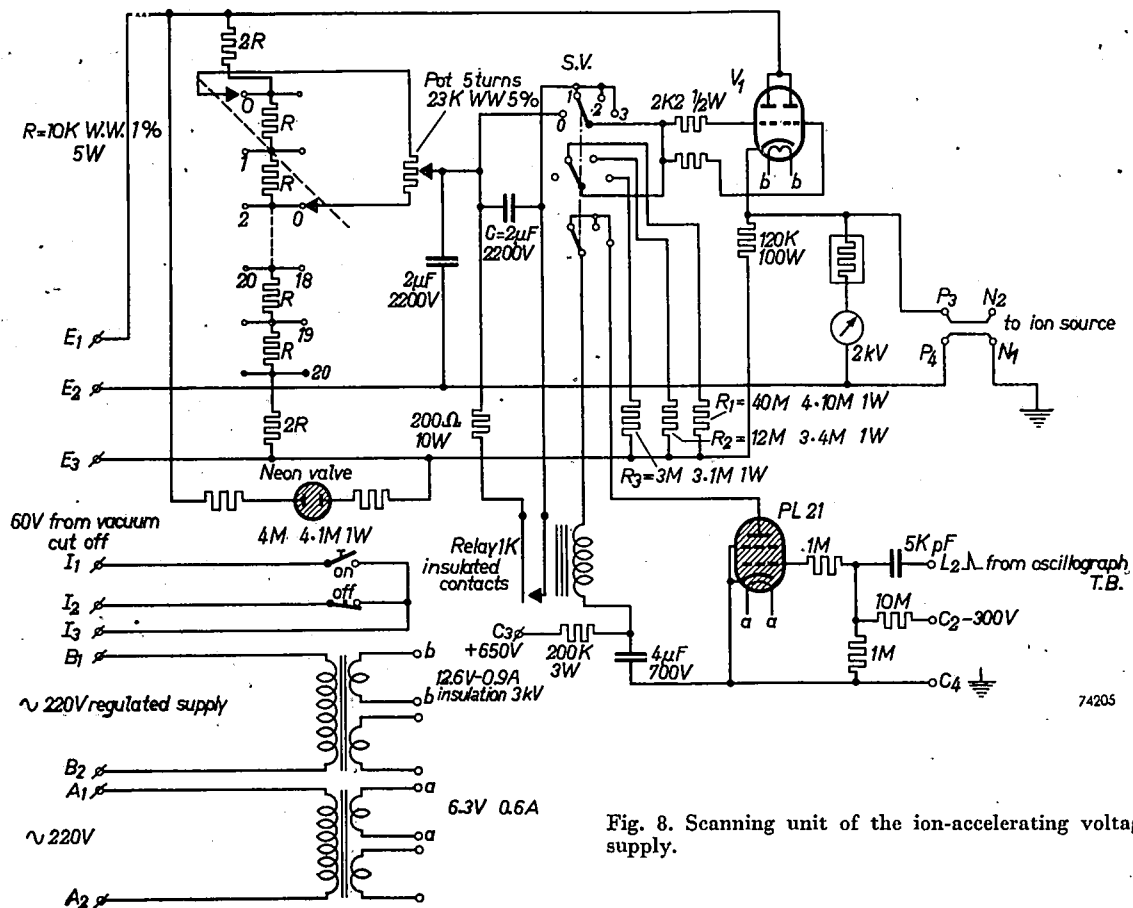 2R
Pot 5 turns
23K WW 5%
S.V.
V1
2K2 1/2W
R=10K W.W. 1%
5W
0
R
1
R
2
0
20
18
R
19
R
20
2R
0
1
2
3
C=2µF
2200V
2µF
2200V
b b
120K
100W
2kV
P3
N2
to ion source
P4
N1
E1
E2
E3
200Ω
10W
R1=40M 4·10M 1W
R2=12M 3·4M 1W
R3=3M 3·1M 1W
Neon valve
4M 4·1M 1W
60V from vacuum
cut off
I1
on
I2
off
I3
Relay 1K
insulated
contacts
PL 21
.1M
5K pF
L2
from oscillograph
T.B.
10M
C2-300V
1M
a a
C3
+650V
200K
3W
4µF
700V
C4
B1
b
12.6V-0.9A
b insulation 3kV
∿ 220V regulated supply
B2
A1
a
6.3V 0.6A
∿ 220V
a
A2
74205
Fig. 8. Scanning unit of the ion-accelerating voltag
supply.